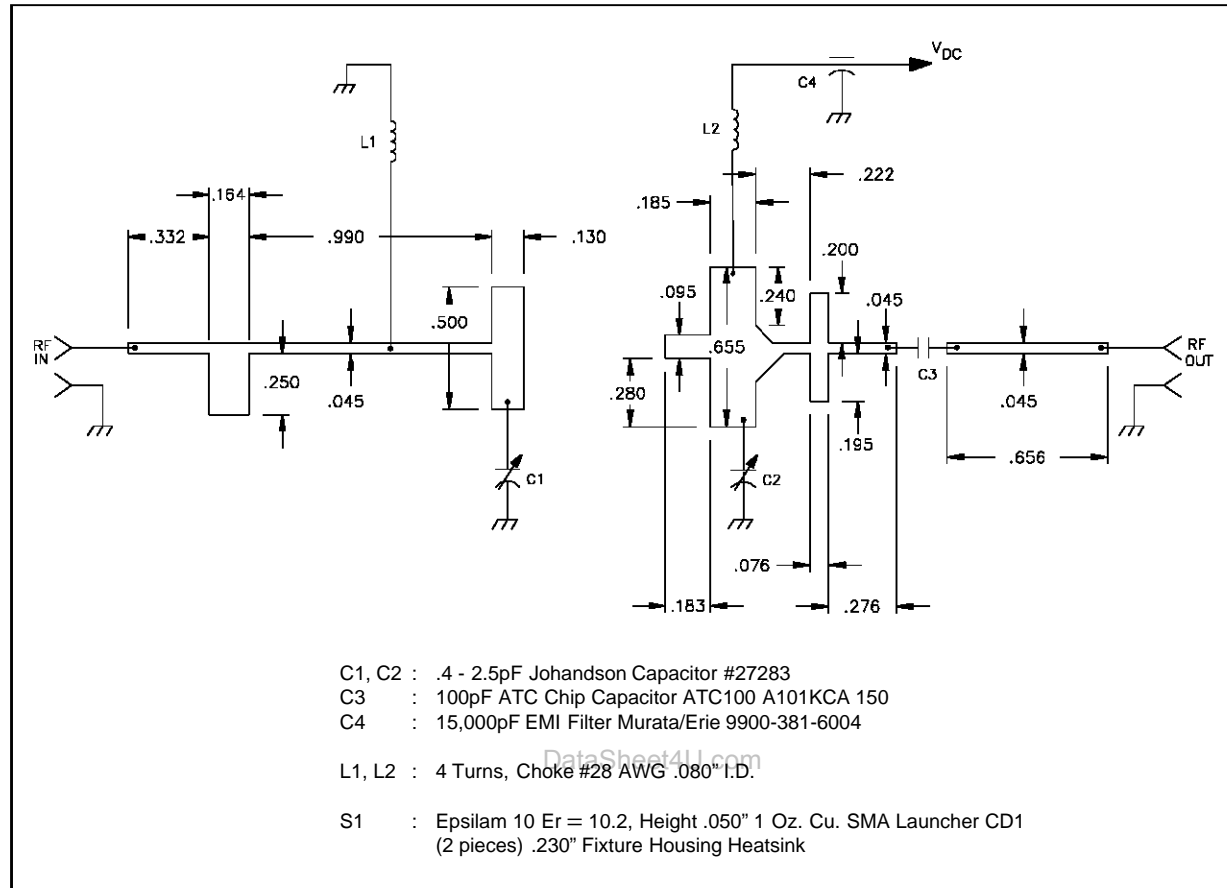 V DC
C4
L1
L2
.222
.185
.164
.332
.990
.130
.200
.095
.240
.045
.500
RF
IN
.655
RF
OUT
C3
.250
.045
.280
.045
.195
.656
C1
C2
.076
.183
.276
C1, C2 : .4 - 2.5pF Johandson Capacitor #27283
C3 : 100pF ATC Chip Capacitor ATC100 A101KCA 150
C4 : 15,000pF EMI Filter Murata/Erie 9900-381-6004
DataSheet4U.com
L1, L2 : 4 Turns, Choke #28 AWG .080” I.D.
S1 : Epsilam 10 Er = 10.2, Height .050” 1 Oz. Cu. SMA Launcher CD1
(2 pieces) .230” Fixture Housing Heatsink